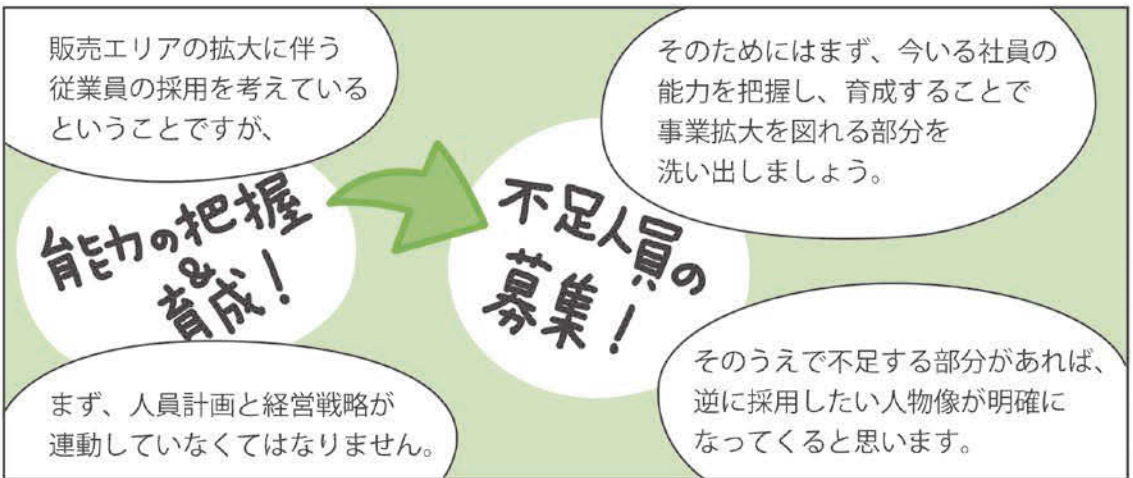 販売エリアの拡大に伴う
従業員の採用を考えている
ということですが、
まず、人員計画と経営戦略が
連動していなくてはなりません。
能力の把握
&
育成!
不足人員の
募集!
そのためにはまず、今いる社員の
能力を把握し、育成することで
事業拡大を図れる部分を
洗い出しましょう。
そのうえで不足する部分があれば、
逆に採用したい人物像が明確に
なってくると思います。